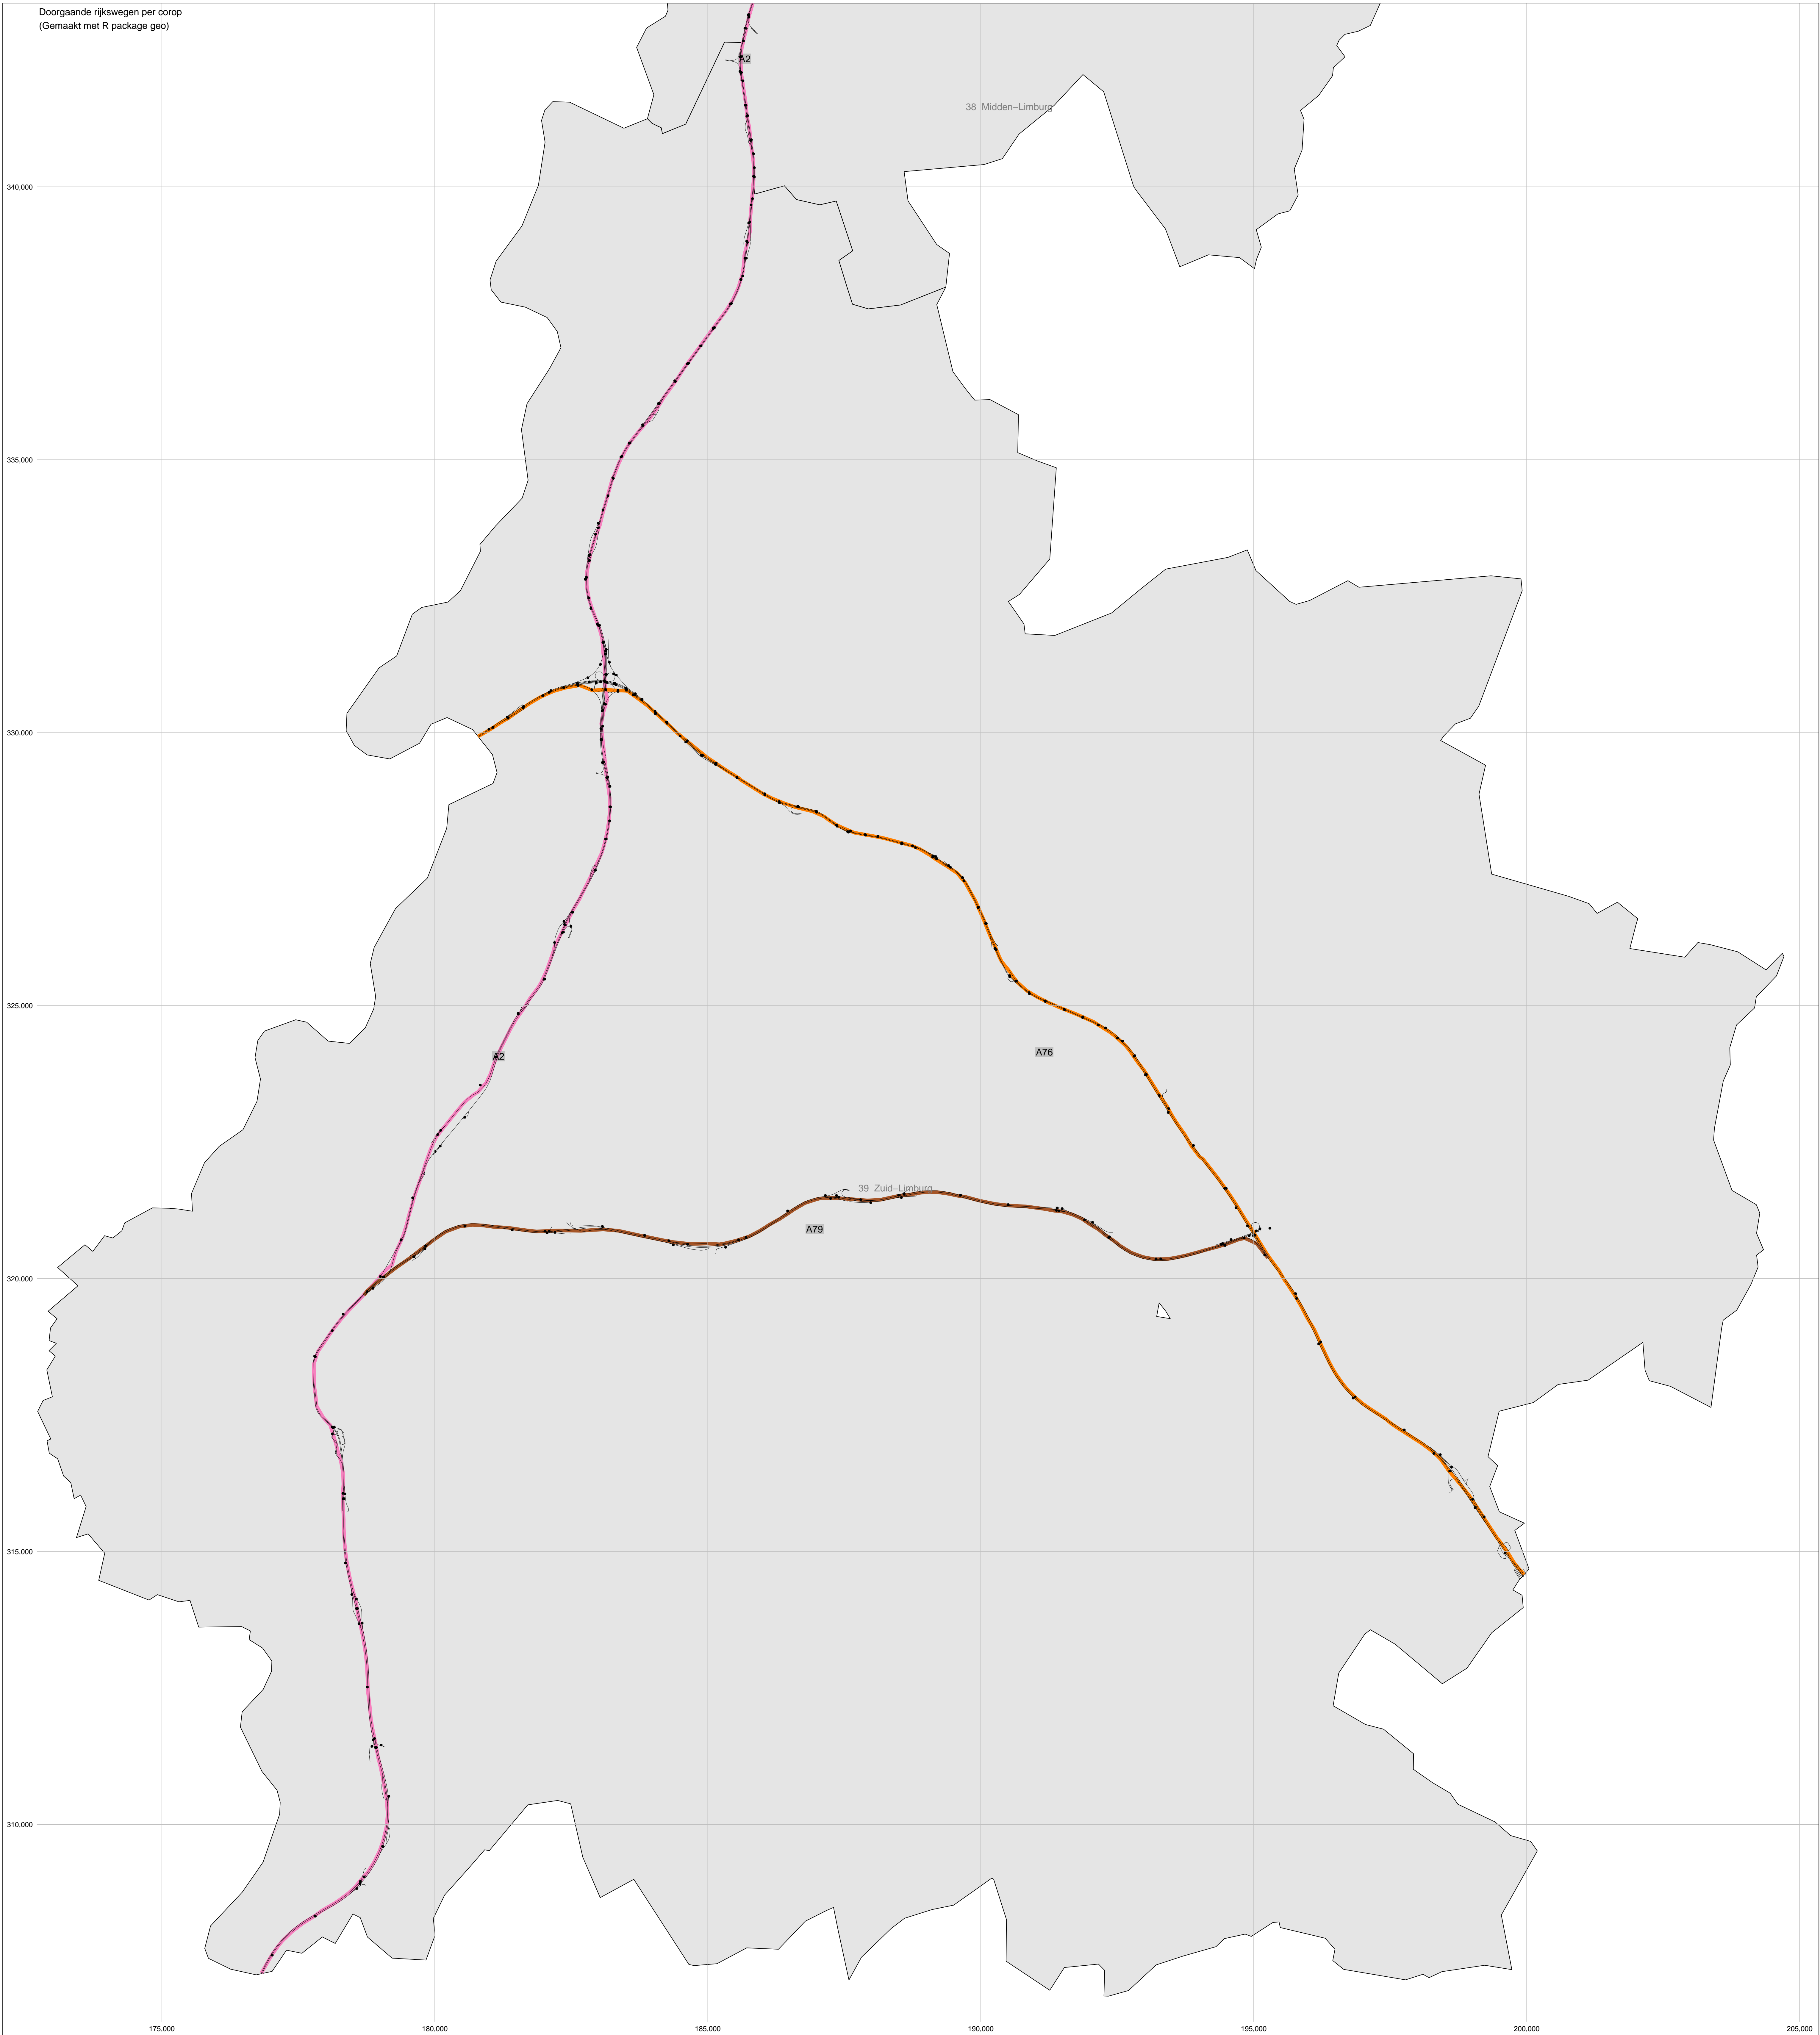 Doorgaande rijkswegen per corop
(Gemaakt met R package geo)
A2
38 Midden−Limburg
340,000
335,000
330,000
325,000
A2
A76
39 Zuid−Limburg
A79
320,000
315,000
310,000
175,000
180,000
185,000
190,000
195,000
200,000
205,000